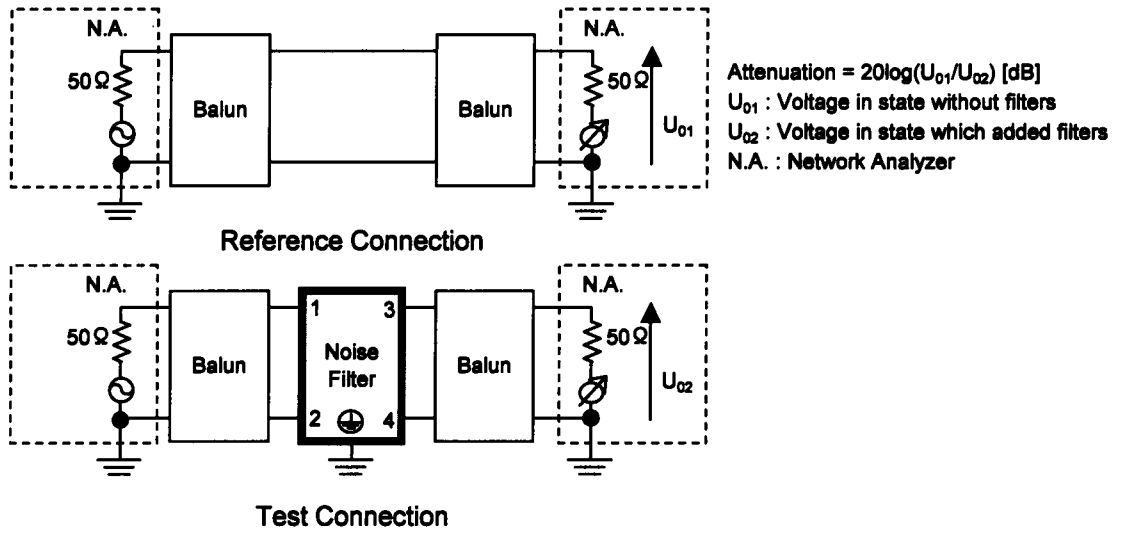 N.A.
50Ω
Balun
Balun
N.A.
50Ω
U01
Attenuation = 20log(U01/U02) [dB]
U01 : Voltage in state without filters
U02 : Voltage in state which added filters
N.A. : Network Analyzer
Reference Connection
N.A.
50Ω
Balun
1 3
Noise
Filter
2 4
Balun
N.A.
50Ω
U02
Test Connection